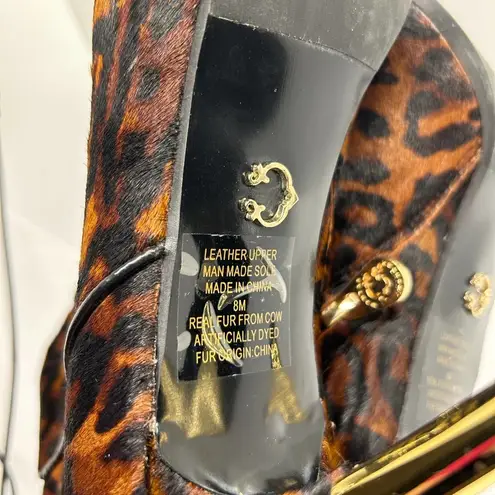 LEATHER UPPER
MAN MADE SOLE
MADE IN CHINA
8M
REAL FUR FROM COW
ARTIFICIALLY DYED
FUR ORIGIN:CHINA